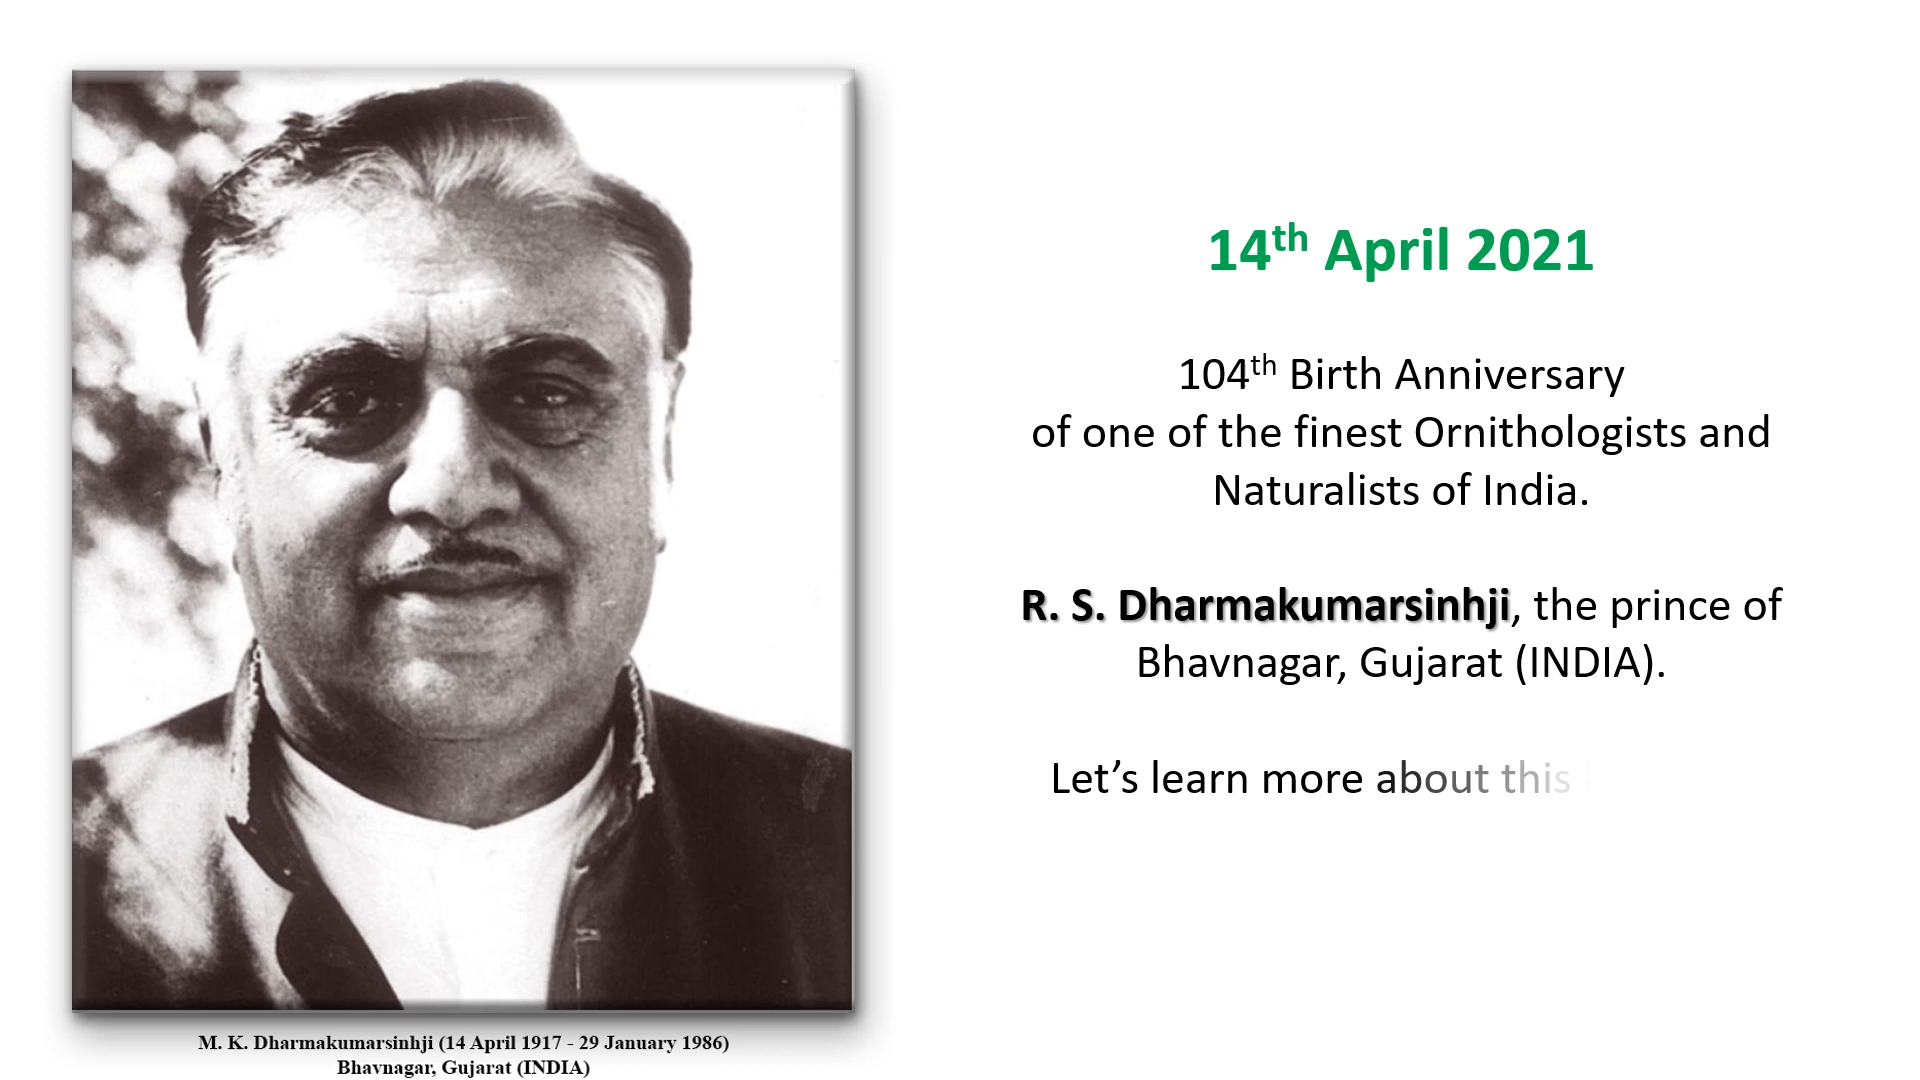 14th April 2021
104th Birth Anniversary
of one of the finest Ornithologists and
Naturalists of India.
R. S. Dharmakumarsinhji, the prince of
Bhavnagar, Gujarat (INDIA).
Let’s learn more about this
M. K. Dharmakumarsinhji (14 April 1917 - 29 January 1986)
Bhavnagar, Gujarat (INDIA)